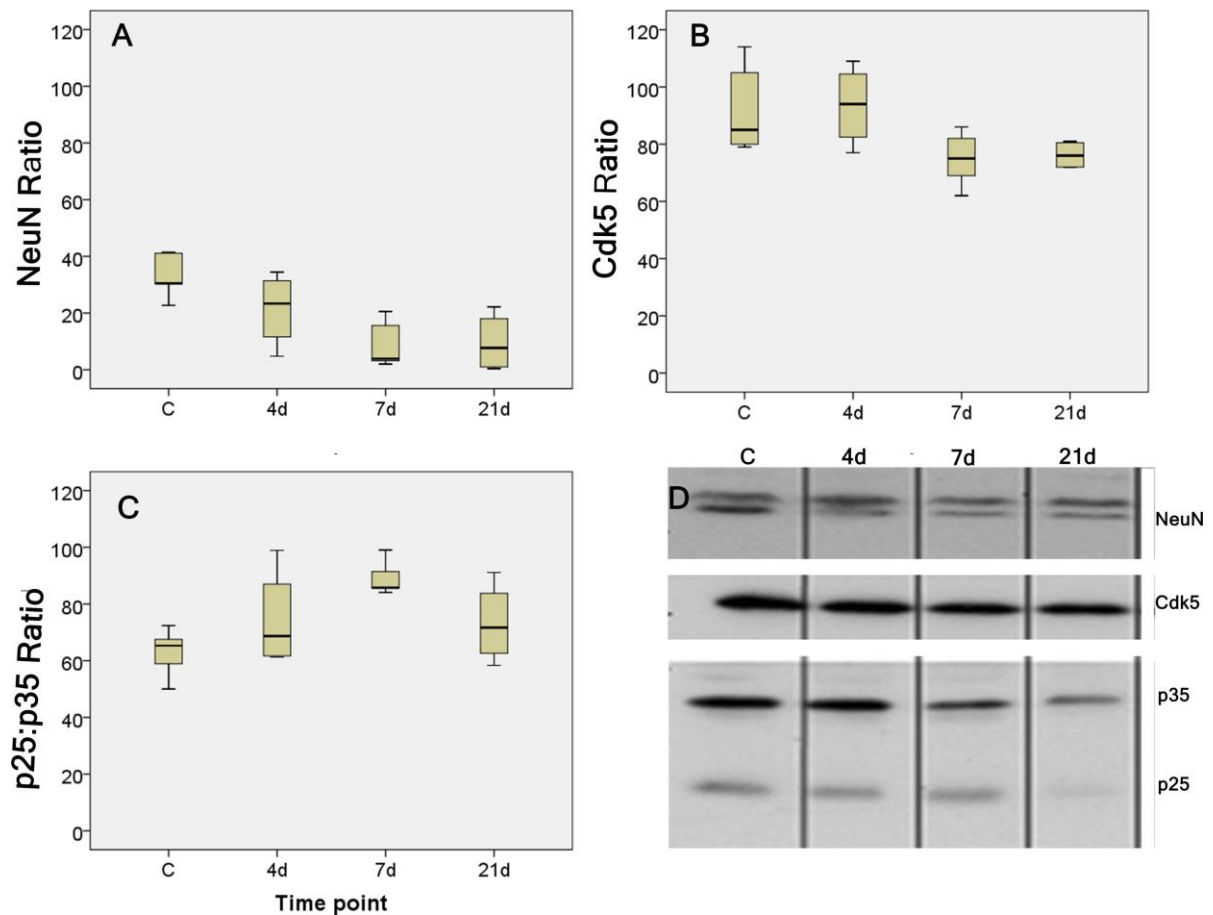 A
NeuN Ratio
120
100
80
60
40
20
0
C 4d 7d 21d
B
Cdk5 Ratio
120
100
80
60
40
20
0
C 4d 7d 21d
C
p25:p35 Ratio
120
100
80
60
40
20
0
C 4d 7d 21d
Time point
C 4d 7d 21d
D
NeuN
Cdk5
p35
p25